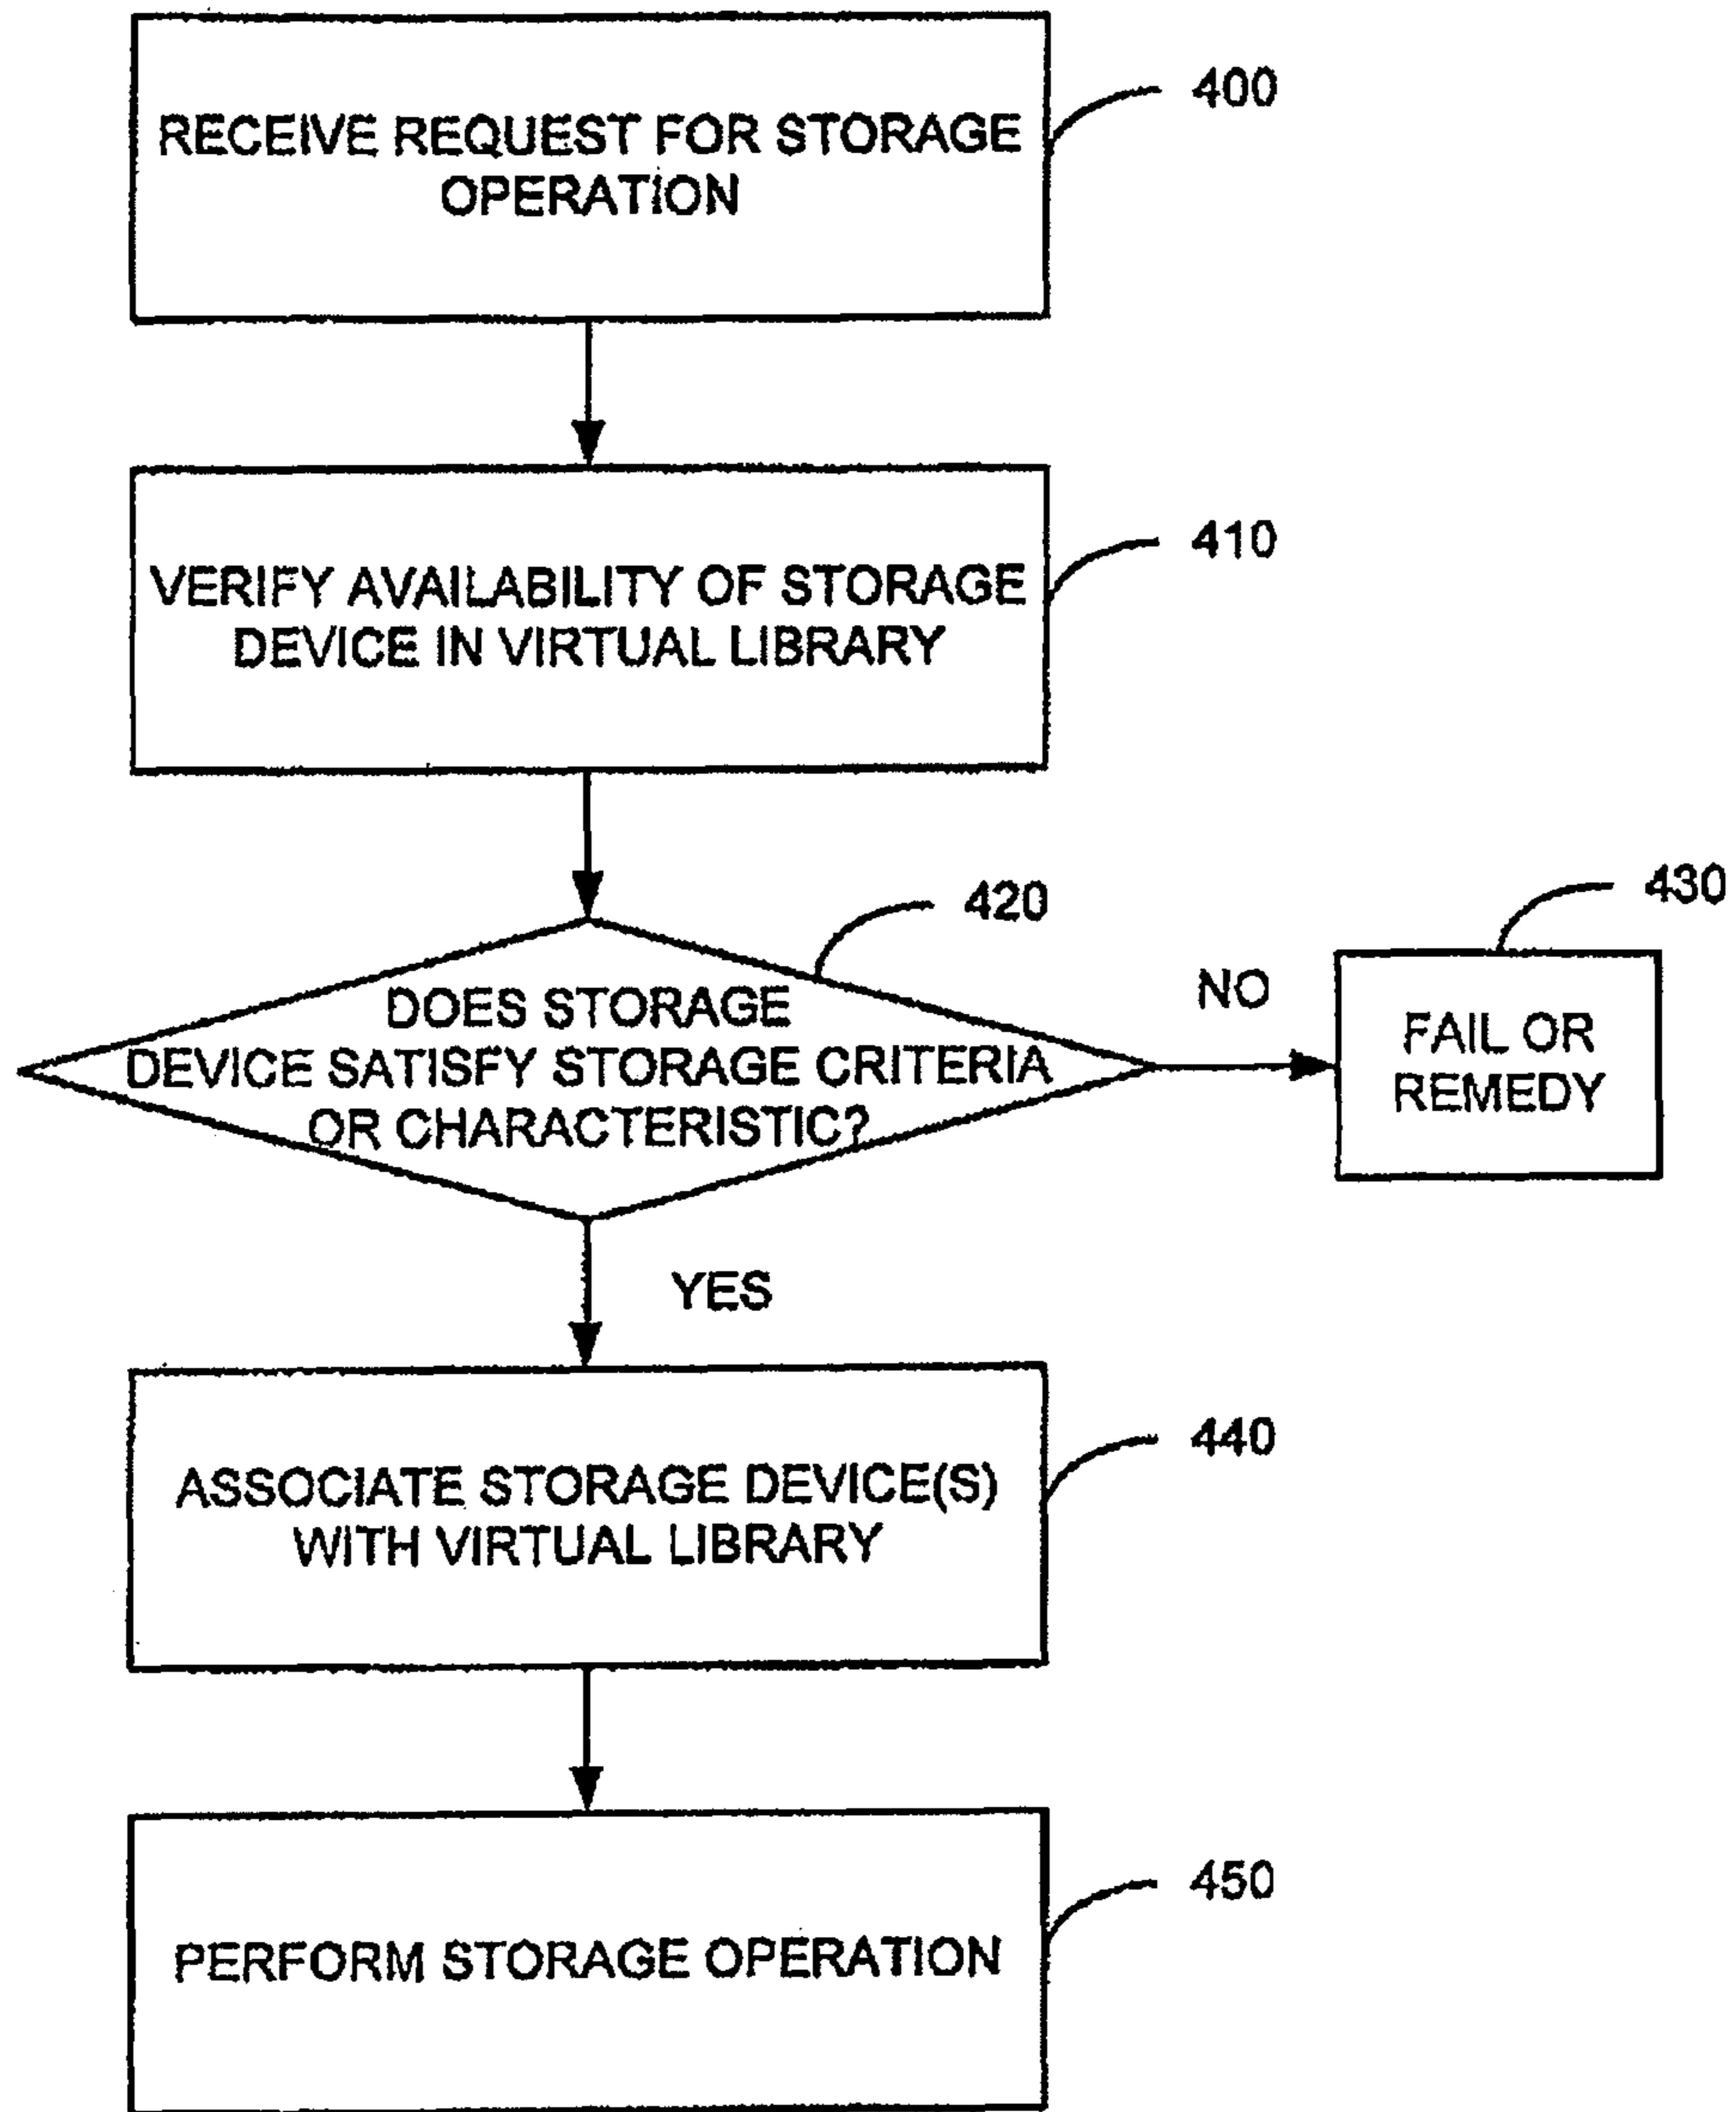 RECEIVE REQUEST FOR STORAGE
OPERATION
400
VERIFY AVAILABILITY OF STORAGE
DEVICE IN VIRTUAL LIBRARY
410
DOES STORAGE
DEVICE SATISFY STORAGE CRITERIA
OR CHARACTERISTIC?
420
NO
FAIL OR
REMEDY
430
YES
ASSOCIATE STORAGE DEVICE(S)
WITH VIRTUAL LIBRARY
440
PERFORM STORAGE OPERATION
450